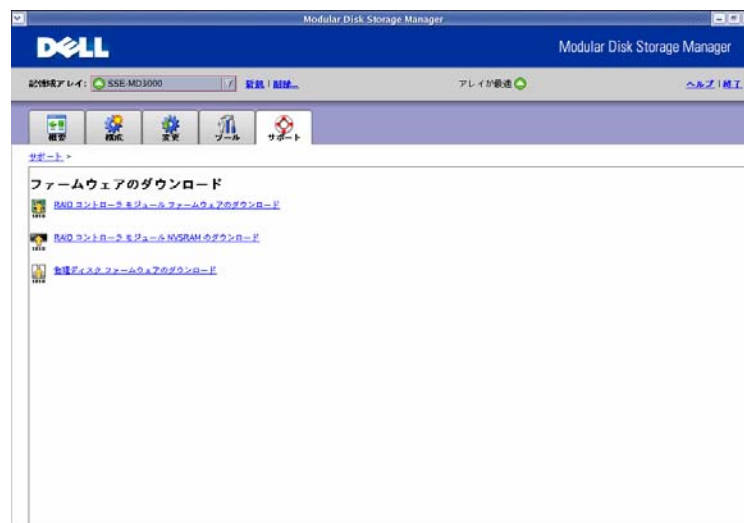 Modular Disk Storage Manager
DELL
Modular Disk Storage Manager
記憶域アレイ: SSE-MD3000 新規 | 削除... アレイが最適 ヘルプ | 終了
概要 構成 変更 ツール サポート
サポート >
ファームウェアのダウンロード
RAID コントローラ モジュール ファームウェアのダウンロード
RAID コントローラ モジュール NVSRAM のダウンロード
物理ディスク ファームウェアのダウンロード